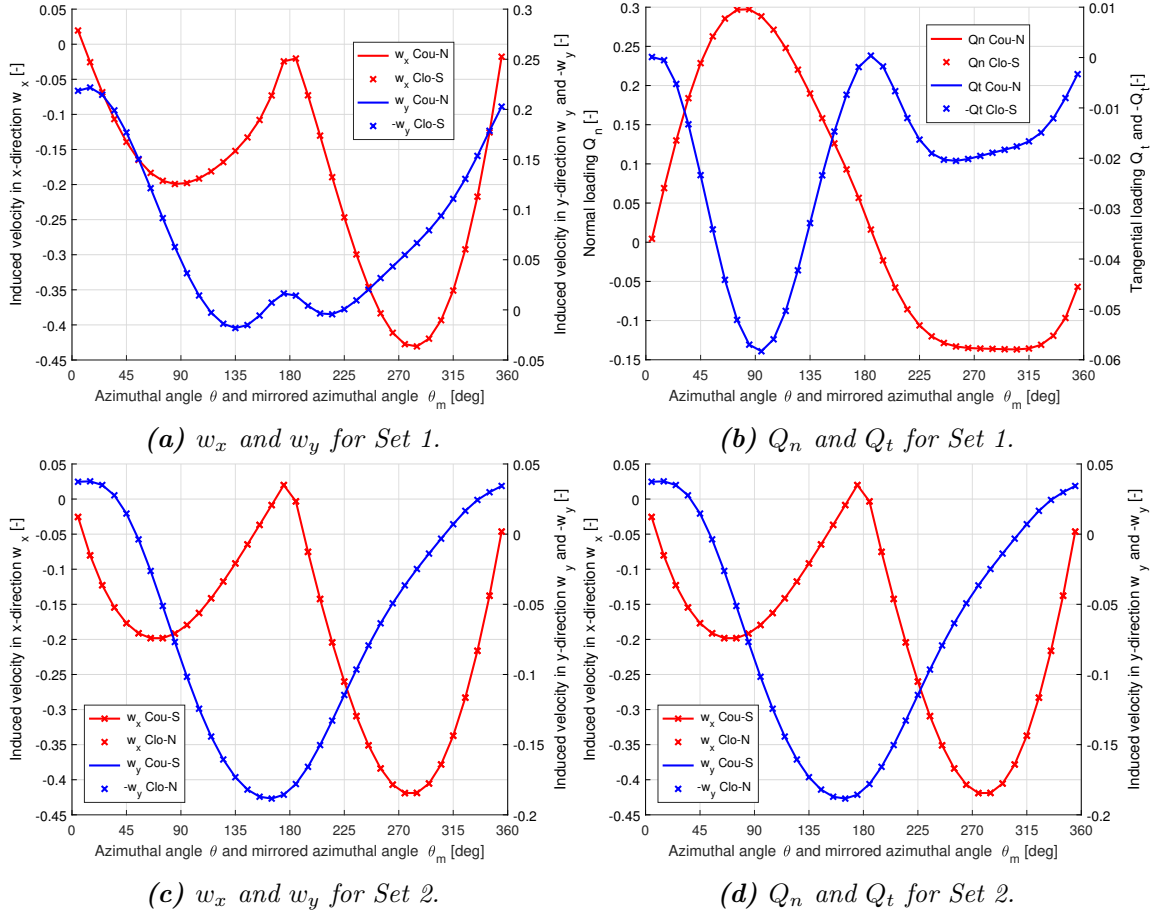 0.05
0
-0.05
-0.1
-0.15
-0.2
-0.25
-0.3
-0.35
-0.4
-0.45
Induced velocity in x-direction w_x [-]
0.3
0.25
0.2
0.15
0.1
0.05
0
-0.05
Induced velocity in y-direction w_y and -w_y [-]
w_x Cou-N
w_x Clo-S
w_y Cou-N
-w_y Clo-S
0 45 90 135 180 225 270 315 360
Azimuthal angle θ and mirrored azimuthal angle θ_m [deg]
(a) w_x and w_y for Set 1.
0.3
0.25
0.2
0.15
0.1
0.05
0
-0.05
-0.1
-0.15
Normal loading Q_n [-]
0.01
0
-0.01
-0.02
-0.03
-0.04
-0.05
-0.06
Tangential loading Q_t and -Q_t[-]
Qn Cou-N
Qn Clo-S
Qt Cou-N
-Qt Clo-S
0 45 90 135 180 225 270 315 360
Azimuthal angle θ and mirrored azimuthal angle θ_m [deg]
(b) Q_n and Q_t for Set 1.
0.05
0
-0.05
-0.1
-0.15
-0.2
-0.25
-0.3
-0.35
-0.4
-0.45
Induced velocity in x-direction w_x [-]
0.05
0
-0.05
-0.1
-0.15
-0.2
Induced velocity in y-direction w_y and -w_y [-]
w_x Cou-S
w_x Clo-N
w_y Cou-S
-w_y Clo-N
0 45 90 135 180 225 270 315 360
Azimuthal angle θ and mirrored azimuthal angle θ_m [deg]
(c) w_x and w_y for Set 2.
0.05
0
-0.05
-0.1
-0.15
-0.2
-0.25
-0.3
-0.35
-0.4
-0.45
Induced velocity in x-direction w_x [-]
0.05
0
-0.05
-0.1
-0.15
-0.2
Induced velocity in y-direction w_y and -w_y [-]
w_x Cou-S
w_x Clo-N
w_y Cou-S
-w_y Clo-N
0 45 90 135 180 225 270 315 360
Azimuthal angle θ and mirrored azimuthal angle θ_m [deg]
(d) Q_n and Q_t for Set 2.